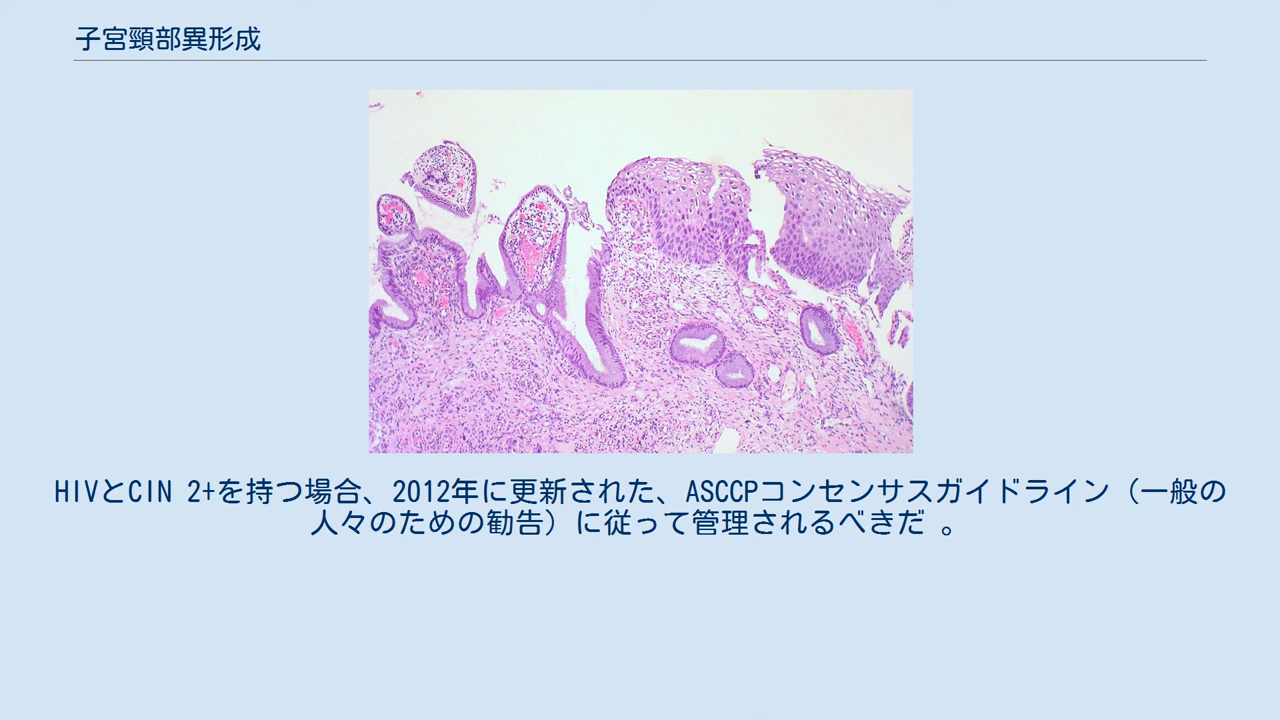 子宮頸部異形成
HIVとCIN 2+を持つ場合、2012年に更新された、ASCCPコンセンサスガイドライン（一般の
人々のための勧告）に従って管理されるべきだ 。